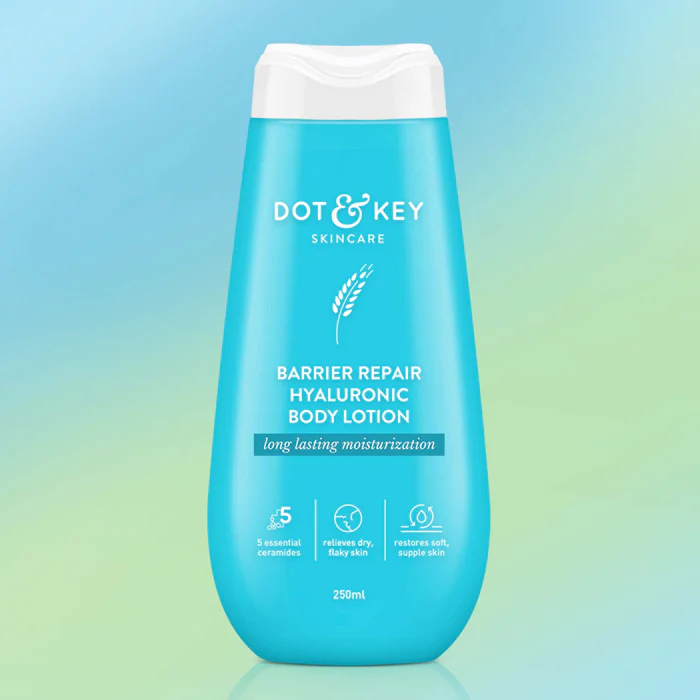 DOT & KEY
SKINCARE
BARRIER REPAIR
HYALURONIC
BODY LOTION
long lasting moisturization
5
5 essential
ceramides
relieves dry,
flaky skin
restores soft,
supple skin
250ml